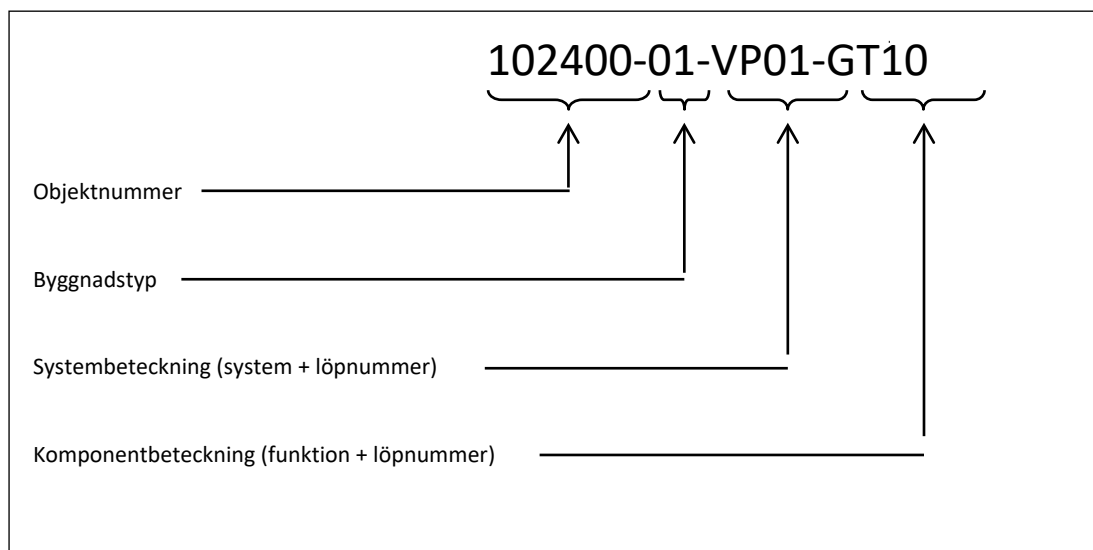 102400-01-VP01-GT10
Objektnummer
Byggnadstyp
Systembeteckning (system + löpnummer)
Komponentbeteckning (funktion + löpnummer)